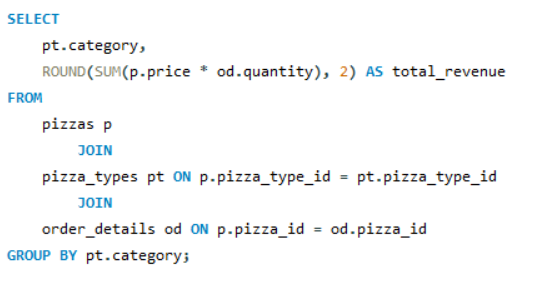 SELECT
pt.category,
ROUND(SUM(p.price * od.quantity), 2) AS total_revenue
FROM
pizzas p
JOIN
pizza_types pt ON p.pizza_type_id = pt.pizza_type_id
JOIN
order_details od ON p.pizza_id = od.pizza_id
GROUP BY pt.category;